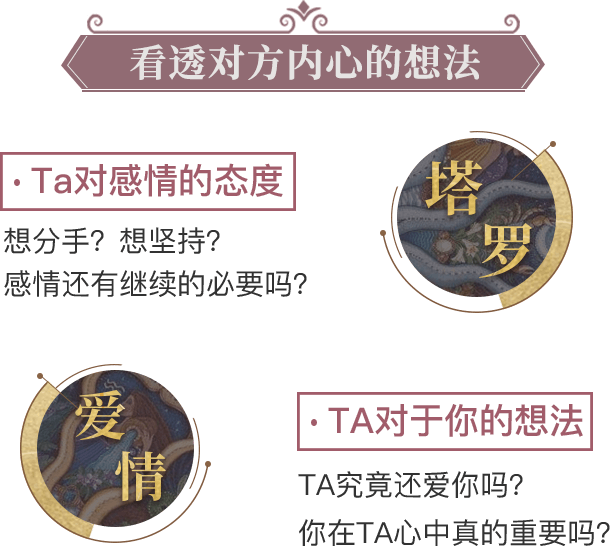 看透对方内心的想法
· Ta对感情的态度
想分手？想坚持？
感情还有继续的必要吗？
塔
罗
爱
情
· TA对于你的想法
TA究竟还爱你吗？
你在TA心中真的重要吗？